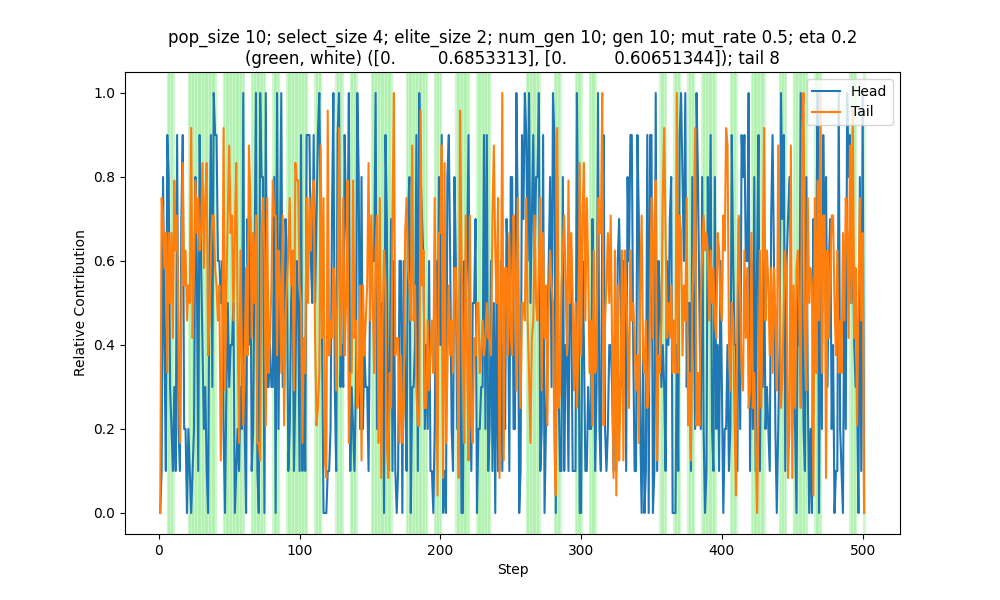 pop_size 10; select_size 4; elite_size 2; num_gen 10; gen 10; mut_rate 0.5; eta 0.2
(green, white) ([0. 0.6853313], [0. 0.60651344]); tail 8
Head
Tail
1.0
0.8
0.6
0.4
0.2
0.0
Relative Contribution
0 100 200 300 400 500
Step